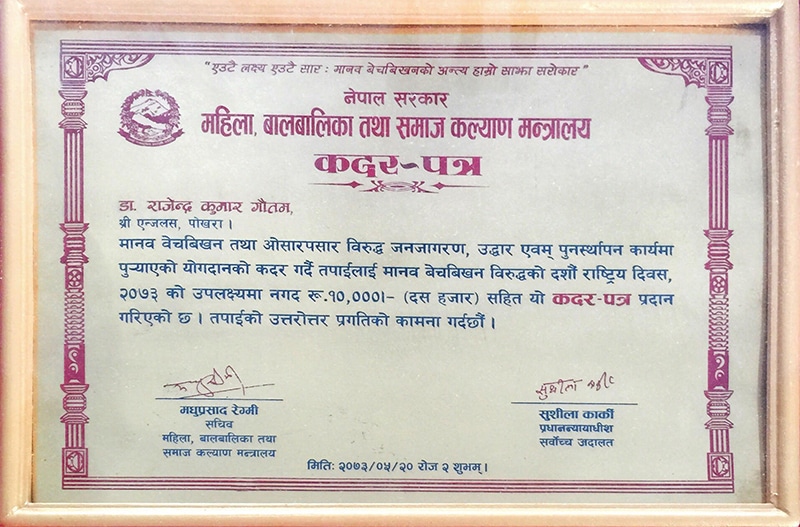 "एउटै लक्ष्य एउटै सार : मानव बेचबिखनको अन्त्य हाम्रो साझा सरोकार"
नेपाल सरकार
महिला, बालबालिका तथा समाज कल्याण मन्त्रालय
कदर-पत्र
डा. राजेन्द्र कुमार गौतम,
थ्री एन्जलस, पोखरा ।
मानव बेचबिखन तथा ओसारपसार विरुद्ध जनजागरण, उद्धार एवम् पुनर्स्थापन कार्यमा
पुऱ्याएको योगदानको कदर गर्दै तपाईलाई मानव बेचबिखन विरुद्धको दशौं राष्ट्रिय दिवस,
२०७३ को उपलक्ष्यमा नगद रू.१०,०००।- (दस हजार) सहित यो कदर-पत्र प्रदान
गरिएको छ । तपाईको उत्तरोत्तर प्रगतिको कामना गर्दछौं ।
सुशीला कार्की
मधुप्रसाद रेग्मी
सचिव
महिला, बालबालिका तथा
समाज कल्याण मन्त्रालय
सुशीला कार्की
प्रधानन्यायाधीश
सर्वोच्च अदालत
मितिः २०७३/०५/२० रोज २ शुभम् ।